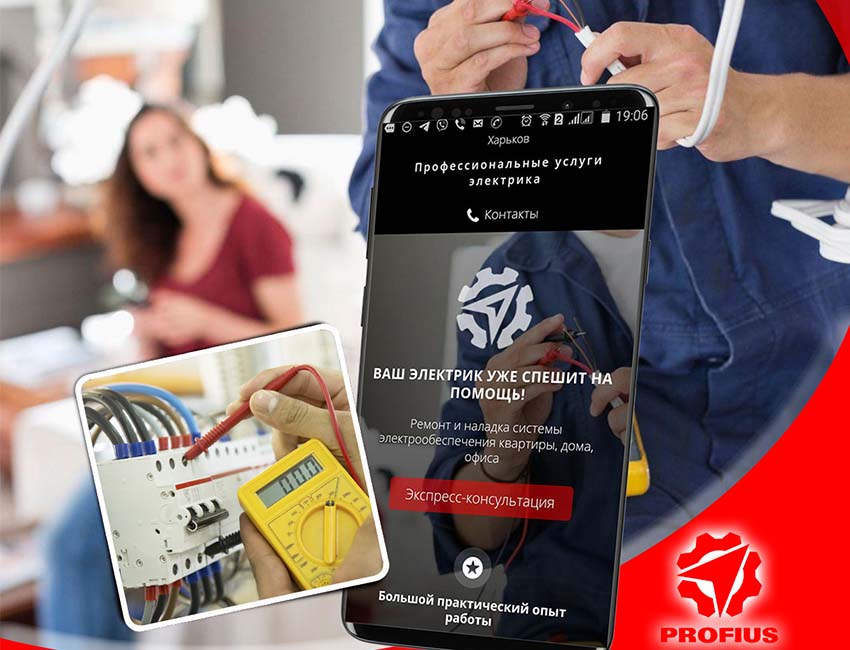 19:06
Харьков
Профессиональные услуги
электрика
Контакты
ВАШ ЭЛЕКТРИК УЖЕ СПЕШИТ НА
ПОМОЩЬ!
Ремонт и наладка системы
электрообеспечения квартиры, дома,
офиса
Экспресс-консультация
Большой практический опыт
работы
PROFIUS